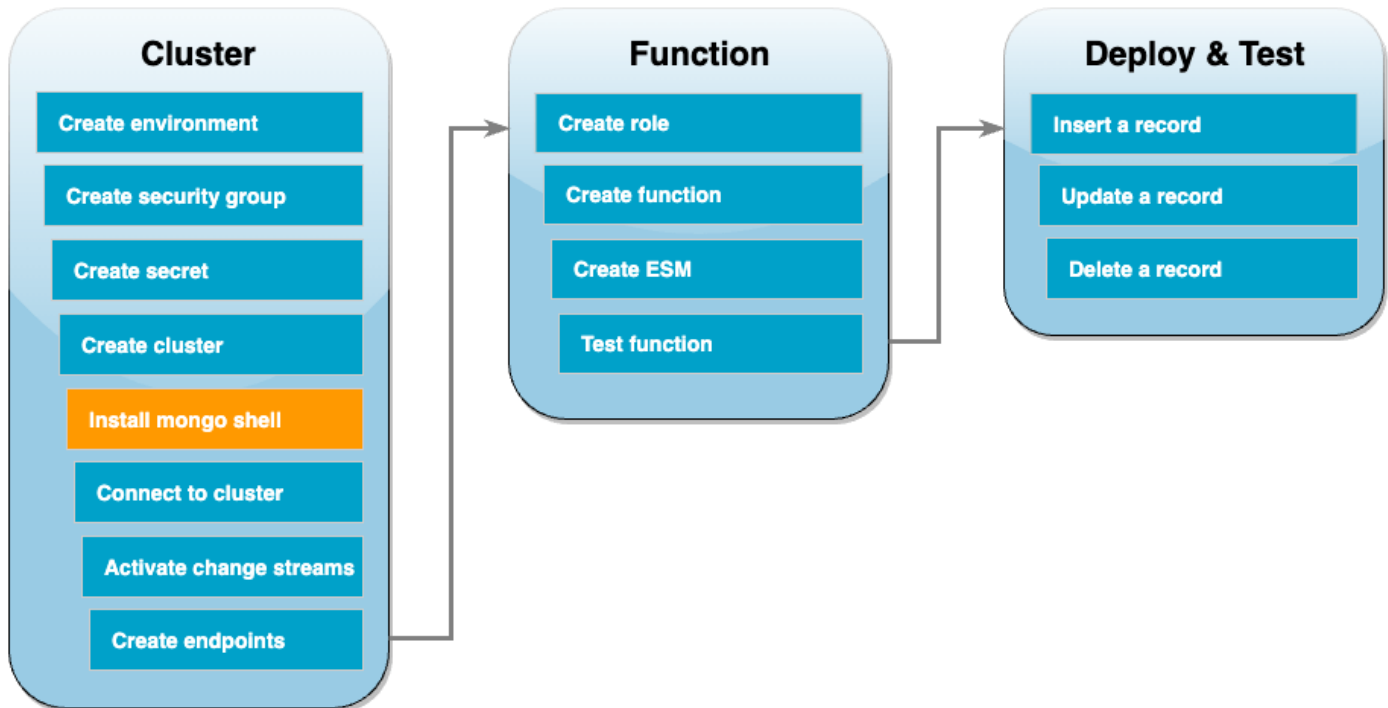 Cluster
Create environment
Create security group
Create secret
Create cluster
Install mongo shell
Connect to cluster
Activate change streams
Create endpoints
Function
Create role
Create function
Create ESM
Test function
Deploy & Test
Insert a record
Update a record
Delete a record